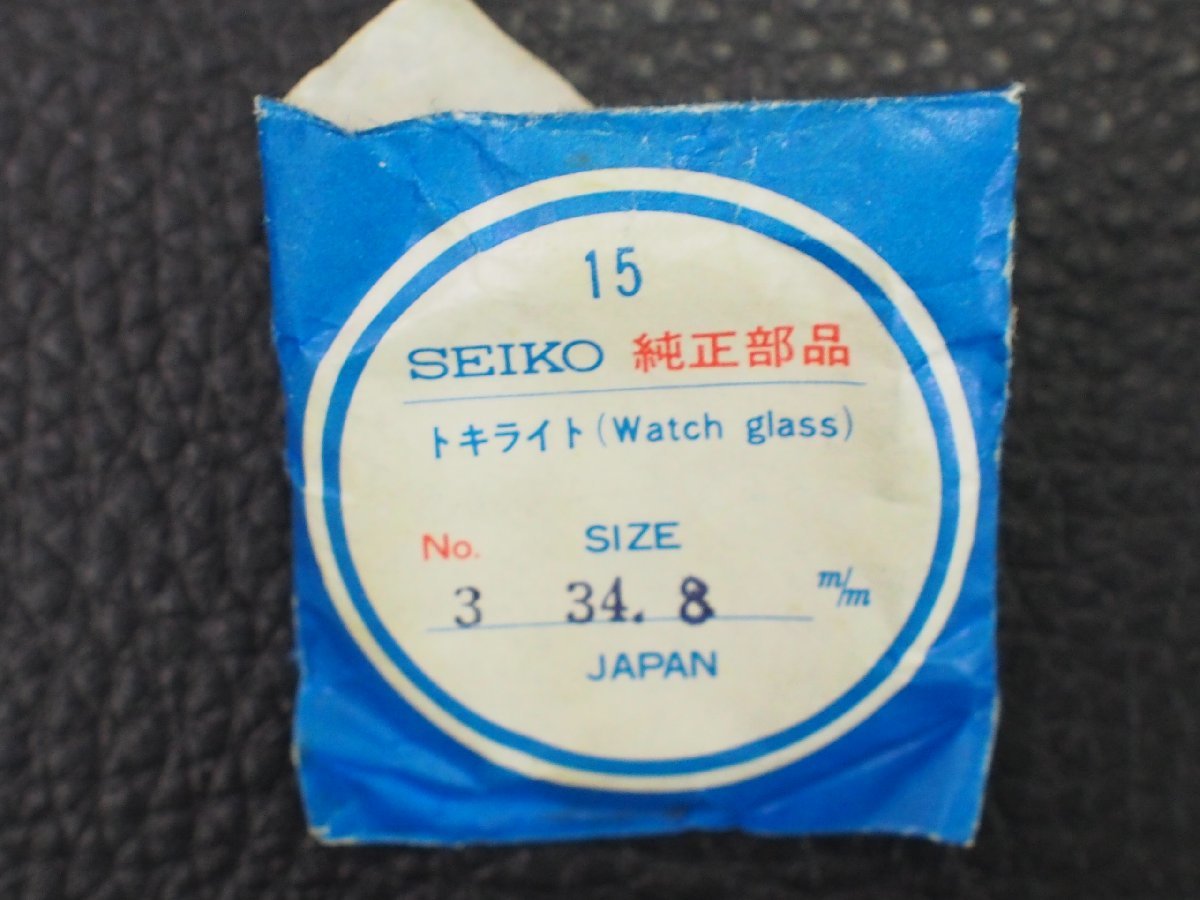 15
SEIKO 純正部品
トキライト(Watch glass)
No. SIZE
3 34.8 m/m
JAPAN